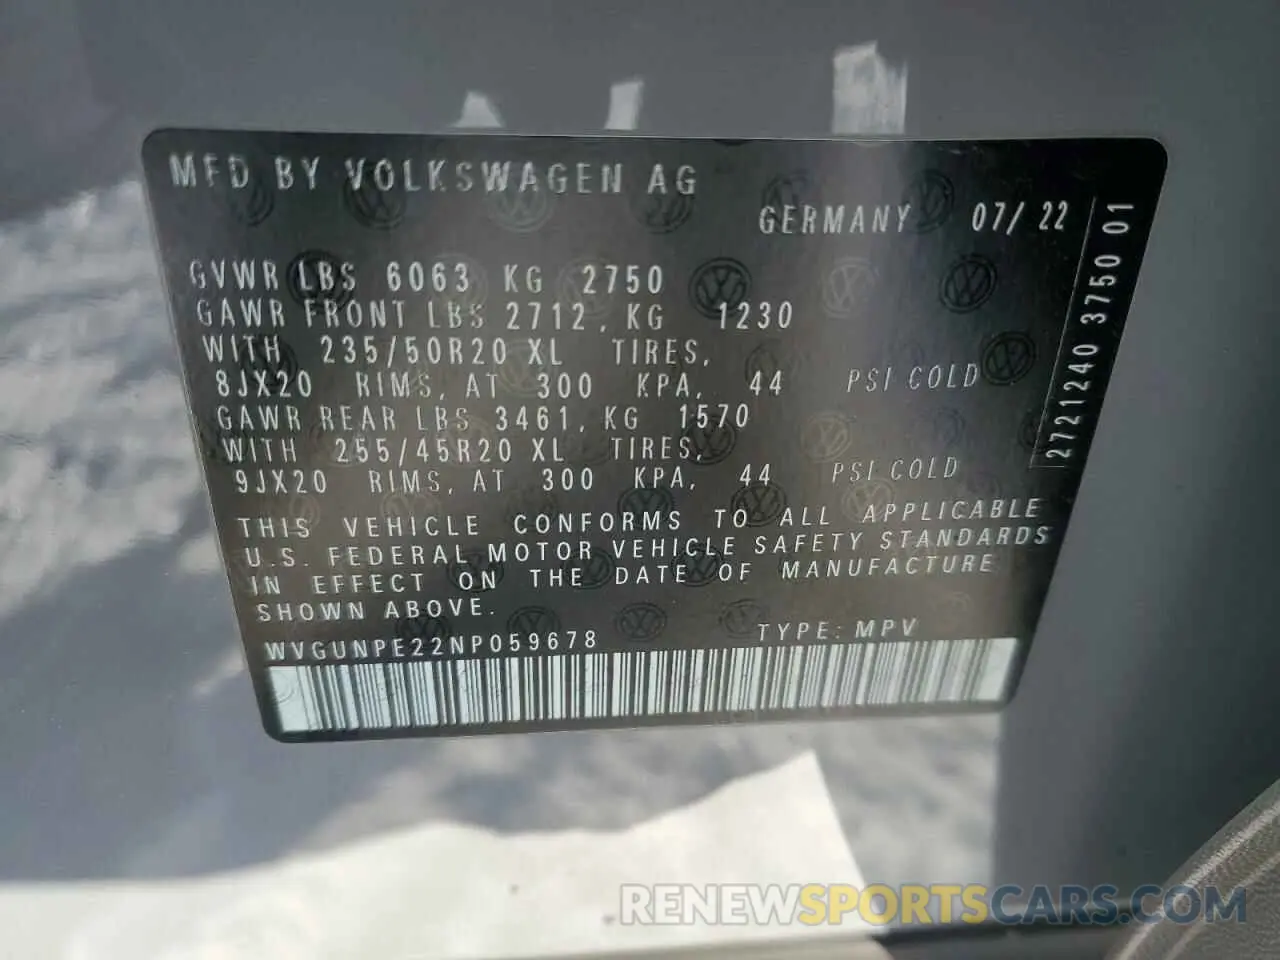 MFD BY VOLKSWAGEN AG
GERMANY 07/ 22
GVWR LBS 6063 KG 2750
GAWR FRONT LBS 2712, KG 1230
WITH 235/50R20 XL TIRES,
8JX20 RIMS, AT 300 KPA, 44 PSI COLD
GAWR REAR LBS 3461, KG 1570
WITH 255/45R20 XL TIRES,
9JX20 RIMS, AT 300 KPA, 44 PSI COLD
THIS VEHICLE CONFORMS TO ALL APPLICABLE
U.S. FEDERAL MOTOR VEHICLE SAFETY STANDARDS
IN EFFECT ON THE DATE OF MANUFACTURE
SHOWN ABOVE.
WVGUNPE22NP059678 TYPE: MPV
2721240 3750 01
RENEWSPORTSCARS.COM